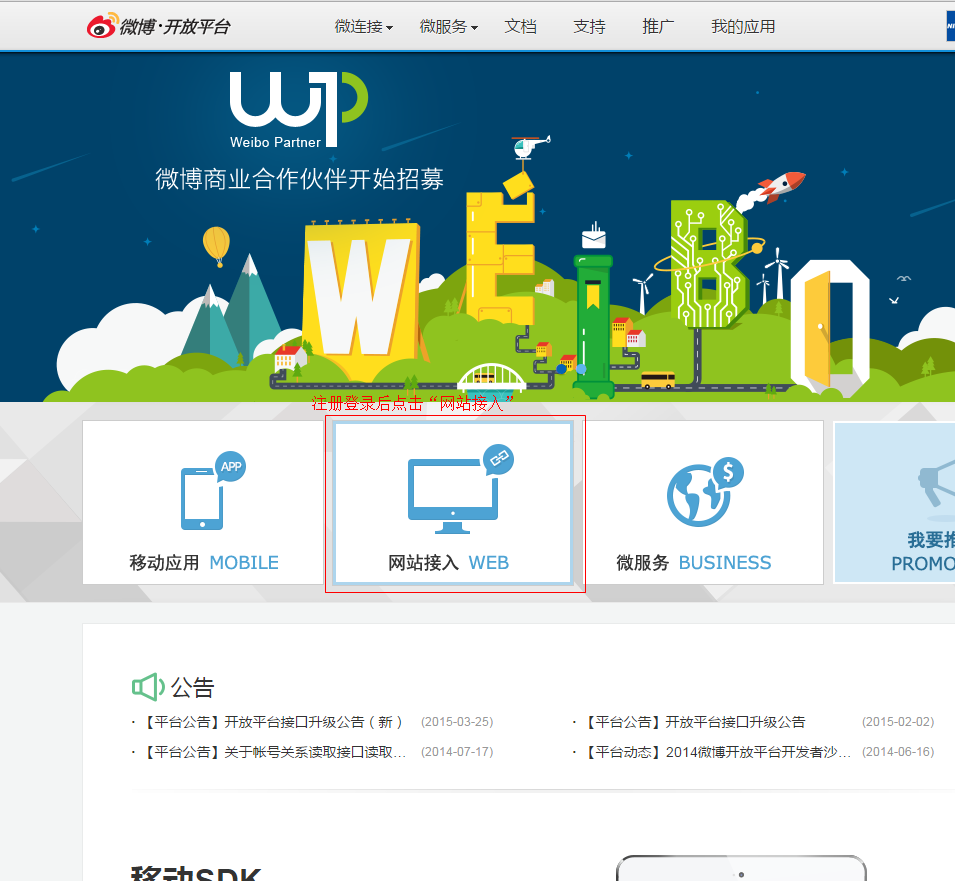 微博·开放平台
微连接 微服务 文档 支持 推广 我的应用
Weibo Partner
微博商业合作伙伴开始招募
WEIBO
注册登录后点击“网站接入”
APP
$
移动应用 MOBILE
网站接入 WEB
微服务 BUSINESS
我要推
PROMO
公告
· 【平台公告】开放平台接口升级公告（新） (2015-03-25)
· 【平台公告】开放平台接口升级公告 (2015-02-02)
· 【平台公告】关于帐号关系读取接口读取... (2014-07-17)
· 【平台动态】2014微博开放平台开发者沙... (2014-06-16)
移动SDK